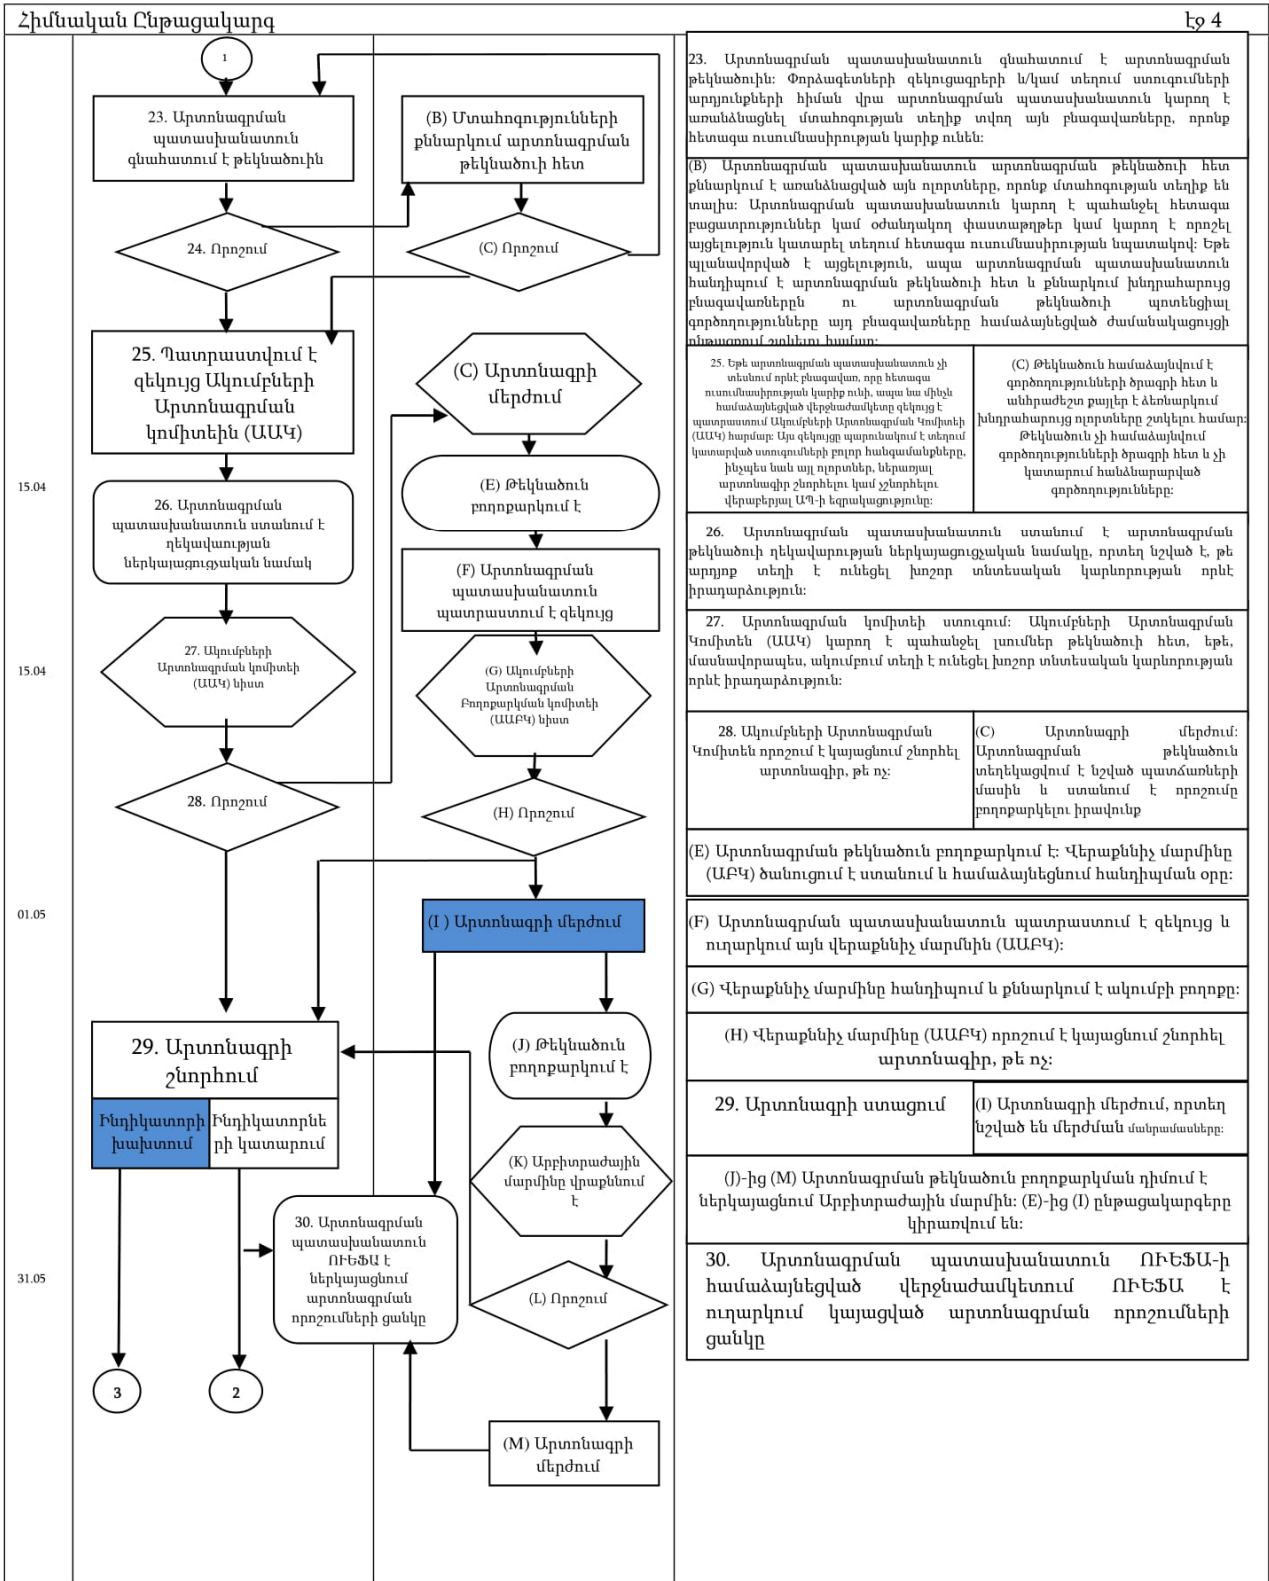 Հիմնական Ընթացակարգ
էջ 4
1
23. Արտոնագրման
պատասխանատուն
գնահատում է թեկնածուին
(B) Մտահոգությունների
քննարկում արտոնագրման
թեկնածուի հետ
24. Որոշում
(C) Որոշում
25. Պատրաստվում է
զեկույց Ակումբների
Արտոնագրման
կոմիտեին (ԱԱԿ)
(C) Արտոնագրի
մերժում
15.04
26. Արտոնագրման
պատասխանատուն ստանում է
ղեկավաության
ներկայացուցչական նամակ
(E) Թեկնածուն
բողոքարկում է
(F) Արտոնագրման
պատասխանատուն
պատրաստում է զեկույց
15.04
27. Ակումբների
Արտոնագրման կոմիտեի
(ԱԱԿ) նիստ
(G) Ակումբների
Արտոնագրման
Բողոքարկման կոմիտեի
(ԱԱԲԿ) նիստ
28. Որոշում
(H) Որոշում
01.05
(I ) Արտոնագրի մերժում
29. Արտոնագրի
շնորհում
Ինդիկատորի
խախտում
Ինդիկատորնե
րի կատարում
(J) Թեկնածուն
բողոքարկում է
(K) Արբիտրաժային
մարմինը վրաքննում
է
31.05
30. Արտոնագրման
պատասխանատուն
ՈՒԵՖԱ է
ներկայացնում
արտոնագրման
որոշումների ցանկը
(L) Որոշում
3
2
(M) Արտոնագրի
մերժում
23. Արտոնագրման պատասխանատուն գնահատում է արտոնագրման
թեկնածուին: Փորձագետների զեկուցագրերի և/կամ տեղում ստուգումների
արդյունքների հիման վրա արտոնագրման պատասխանատուն կարող է
առանձնացնել մտահոգության տեղիք տվող այն բնագավառները, որոնք
հետագա ուսումնասիրության կարիք ունեն:
(B) Արտոնագրման պատասխանատուն արտոնագրման թեկնածուի հետ
քննարկում է առանձնացված այն ոլորտները, որոնք մտահոգության տեղիք են
տալիս: Արտոնագրման պատասխանատուն կարող է պահանջել հետագա
բացատրություններ կամ օժանդակող փաստաթղթեր կամ կարող է որոշել
այցելություն կատարել տեղում հետագա ուսումնասիրության նպատակով: Եթե
պլանավորված է այցելություն, ապա արտոնագրման պատասխանատուն
հանդիպում է արտոնագրման թեկնածուի հետ և քննարկում խնդրահարույց
բնագավառներըն ու արտոնագրման թեկնածուի պոտենցիալ
գործողությունները այդ բնագավառները համաձայնեցված ժամանակացույցի
ընթացքում շտկելու համար:
25. Եթե արտոնագրման պատասխանատուն չի
տեսնում որևէ բնագավառ, որը հետագա
ուսումնասիրության կարիք ունի, ապա նա մինչև
համաձայնեցված վերջնաժամկետը զեկույց է
պատրաստում Ակումբների Արտոնագրման Կոմիտեի
(ԱԱԿ) հարմար: Այս զեկույցը պարունակում է տեղում
կատարված ստուգումների բոլոր հանգամանքները,
ինչպես նաև այլ ոլորտներ, ներառյալ
արտոնագիր շնորհելու կամ չշնորհելու
վերաբերյալ ԱՊ-ի եզրակացությունը:
(C) Թեկնածուն համաձայնվում է
գործողությունների ծրագրի հետ և
անհրաժեշտ քայլեր է ձեռնարկում
խնդրահարույց ոլորտները շտկելու համար:
Թեկնածուն չի համաձայնվում
գործողությունների ծրագրի հետ և չի
կատարում հանձնարարված
գործողությունները:
26. Արտոնագրման պատասխանատուն ստանում է արտոնագրման
թեկնածուի ղեկավարության ներկայացուցչական նամակը, որտեղ նշված է, թե
արդյոք տեղի է ունեցել խոշոր տնտեսական կարևորության որևէ
իրադարձություն:
27. Արտոնագրման կոմիտեի ստուգում: Ակումբների Արտոնագրման
Կոմիտեն (ԱԱԿ) կարող է պահանջել լսումներ թեկնածուի հետ, եթե,
մասնավորապես, ակումբում տեղի է ունեցել խոշոր տնտեսական կարևորության
որևէ իրադարձություն:
28. Ակումբների Արտոնագրման
Կոմիտեն որոշում է կայացնում շնորհել
արտոնագիր, թե ոչ:
(C) Արտոնագրի մերժում:
Արտոնագրման թեկնածուն
տեղեկացվում է նշված պատճառների
մասին և ստանում է որոշումը
բողոքարկելու իրավունք
(E) Արտոնագրման թեկնածուն բողոքարկում է: Վերաքննիչ մարմինը
(ԱԲԿ) ծանուցում է ստանում և համաձայնեցնում հանդիպման օրը:
(F) Արտոնագրման պատասխանատուն պատրաստում է զեկույց և
ուղարկում այն վերաքննիչ մարմնին (ԱԱԲԿ):
(G) Վերաքննիչ մարմինը հանդիպում և քննարկում է ակումբի բողոքը:
(H) Վերաքննիչ մարմինը (ԱԱԲԿ) որոշում է կայացնում շնորհել
արտոնագիր, թե ոչ:
29. Արտոնագրի ստացում
(I) Արտոնագրի մերժում, որտեղ
նշված են մերժման մանրամասները:
(J)-ից (M) Արտոնագրման թեկնածուն բողորքարկման դիմում է
ներկայացնում Արբիտրաժային մարմին: (E)-ից (I) ընթացակարգերը
կիրառվում են:
30. Արտոնագրման պատասխանատուն ՈՒԵՖԱ-ի
համաձայնեցված վերջնաժամկետում ՈՒԵՖԱ է
ուղարկում կայացված արտոնագրման որոշումների
ցանկը